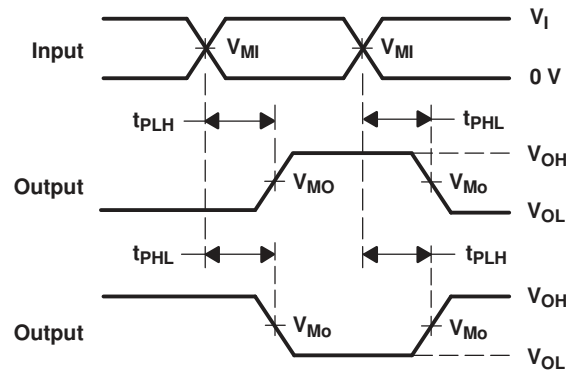 V_I
Input
V_MI
V_MI
0 V
t_PLH
t_PHL
V_OH
Output
V_MO
V_Mo
V_OL
t_PHL
t_PLH
V_OH
Output
V_Mo
V_Mo
V_OL